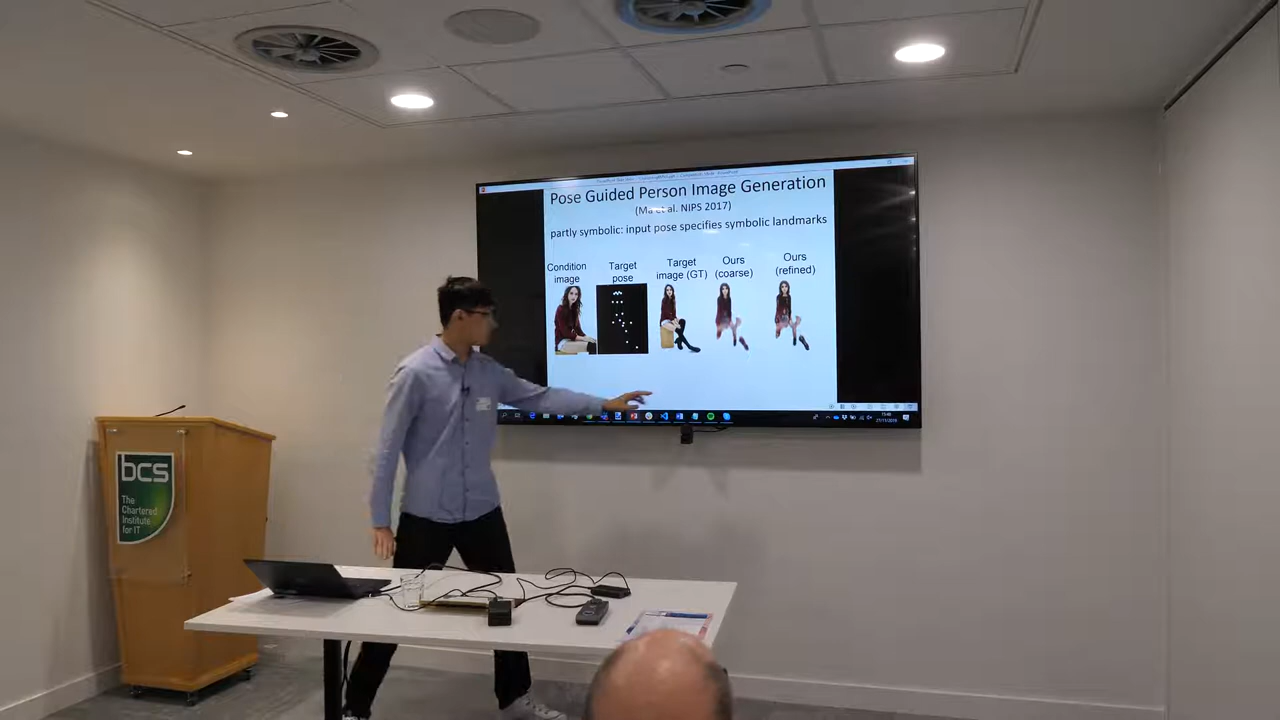 Pose Guided Person Image Generation
(Ma et al. NIPS 2017)
partly symbolic: input pose specifies symbolic landmarks
Condition image
Target pose
Target image (GT)
Ours (coarse)
Ours (refined)
bcs
The
Chartered
Institute
for IT